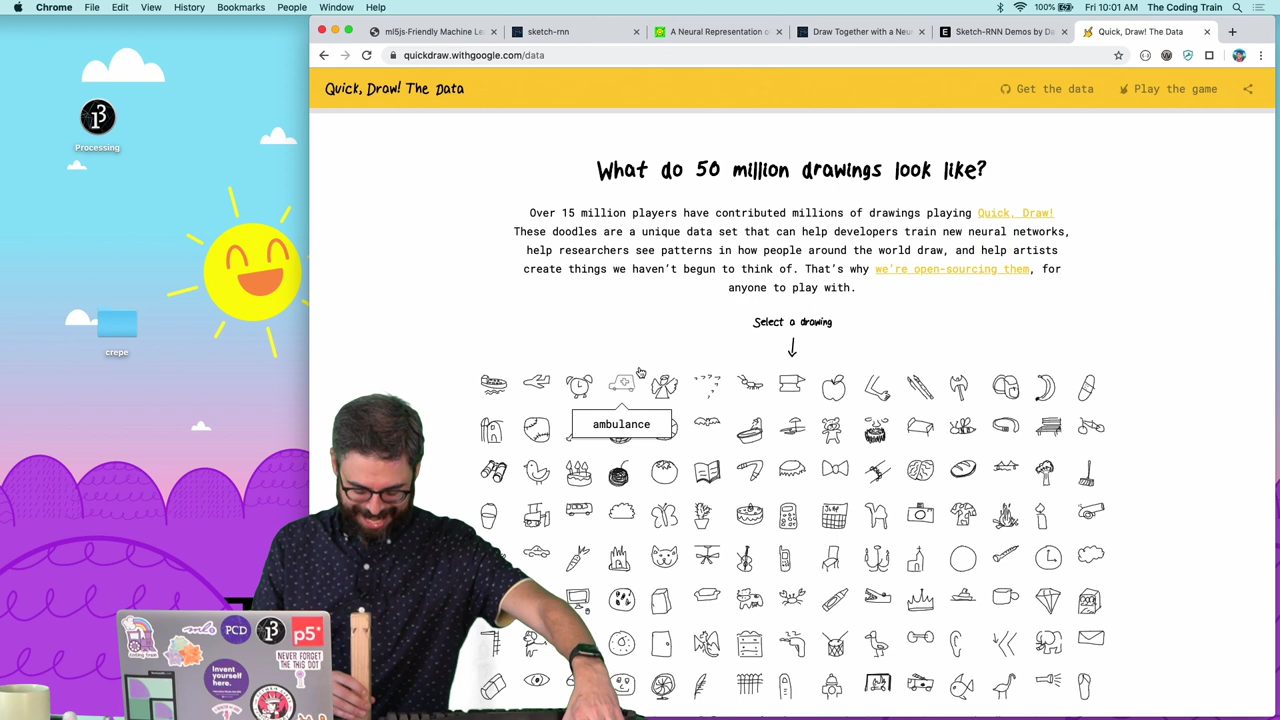 Chrome File Edit View History Bookmarks People Window Help
100% Fri 10:01 AM The Coding Train
ml5js·Friendly Machine Le
sketch-rnn
A Neural Representation o
Draw Together with a Neu
Sketch-RNN Demos by Da
Quick, Draw! The Data
quickdraw.withgoogle.com/data
Quick, Draw! The Data
Get the data
Play the game
What do 50 million drawings look like?
Over 15 million players have contributed millions of drawings playing Quick, Draw!
These doodles are a unique data set that can help developers train new neural networks,
help researchers see patterns in how people around the world draw, and help artists
create things we haven't begun to think of. That's why we're open-sourcing them, for
anyone to play with.
Select a drawing
ambulance
Processing
crepe
PCD
p5*
NEVER FORGET
THE THIS DOT
Invent
yourself
here.